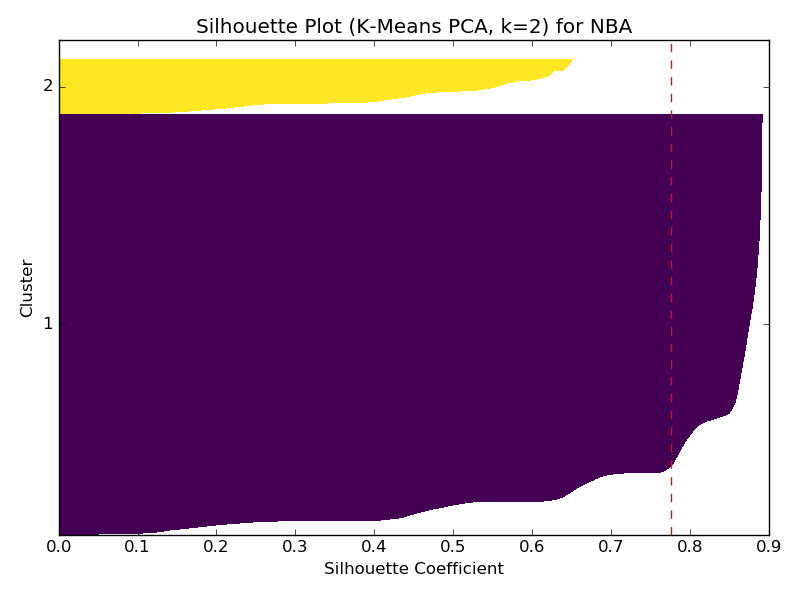 Silhouette Plot (K-Means PCA, k=2) for NBA
2
1
Cluster
0.0 0.1 0.2 0.3 0.4 0.5 0.6 0.7 0.8 0.9
Silhouette Coefficient